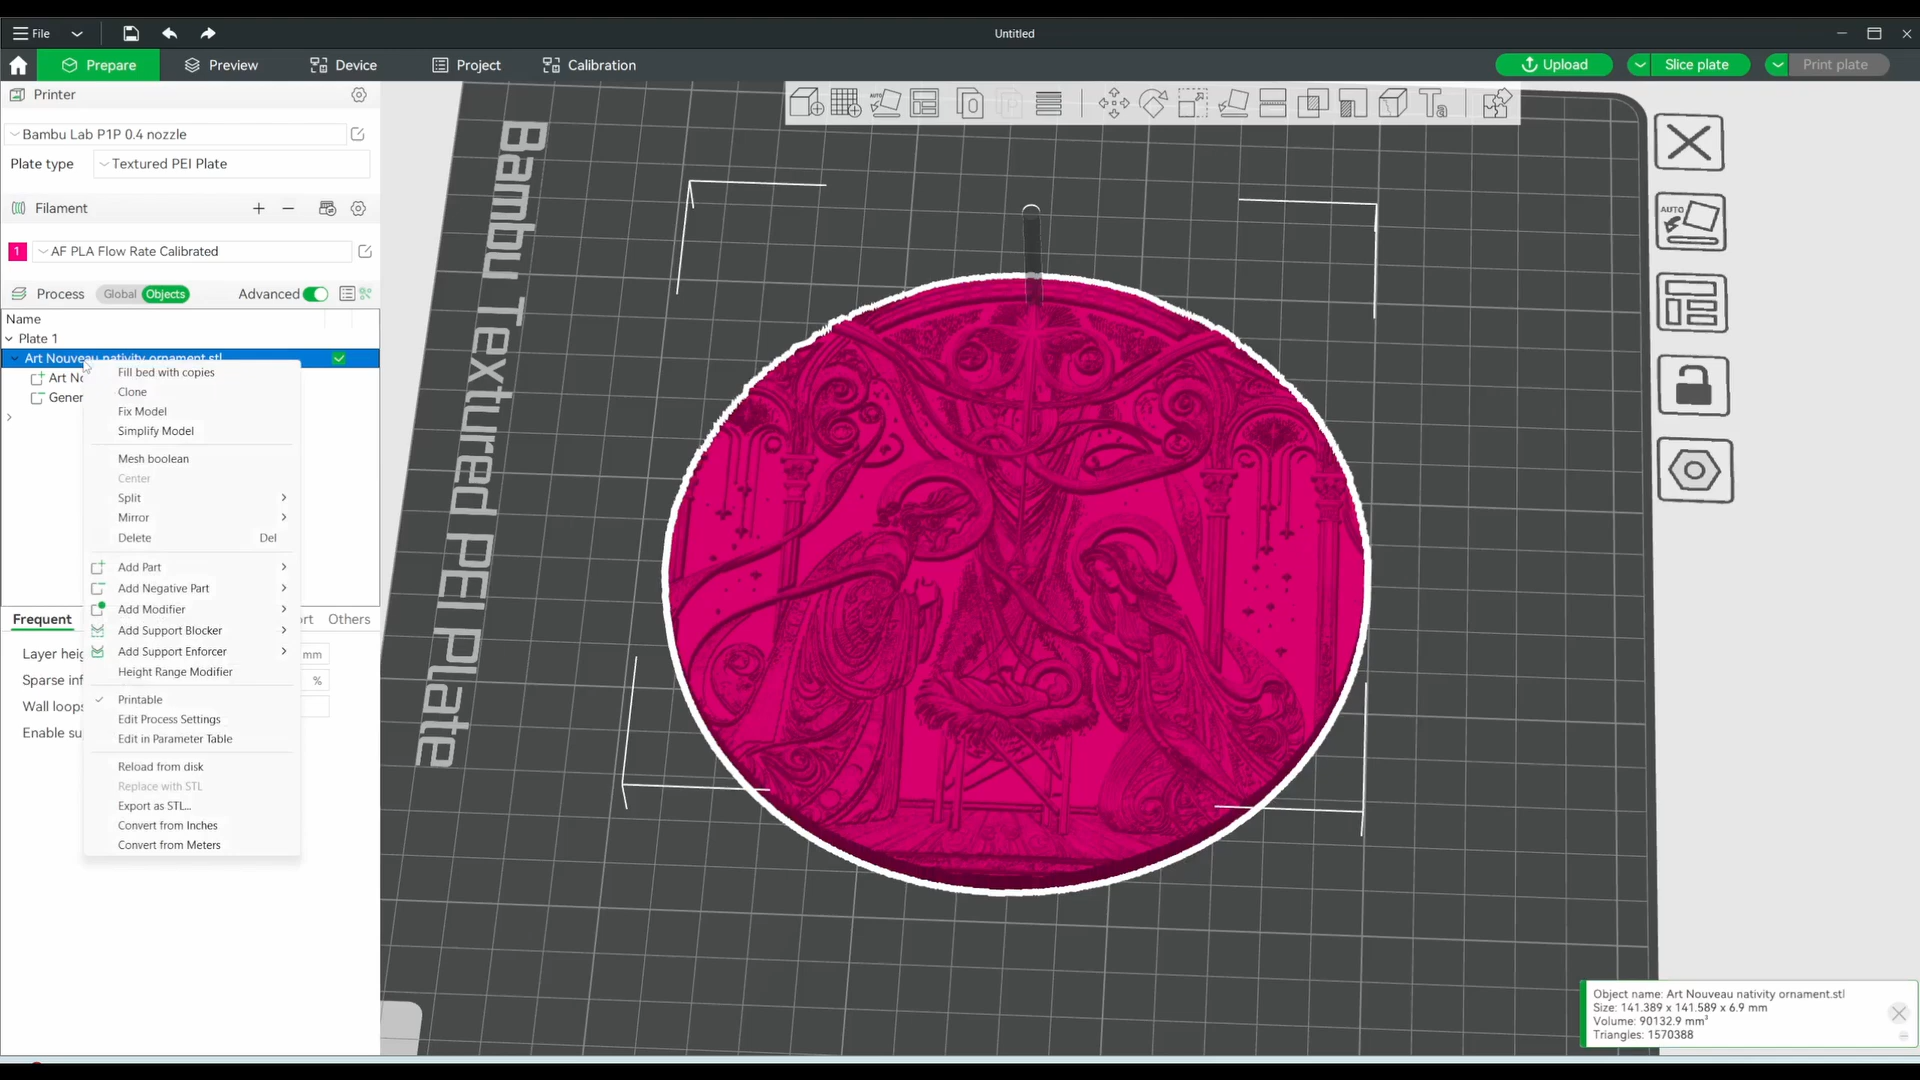 File
Untitled
Prepare
Preview
Device
Project
Calibration
Upload
Slice plate
Print plate
Printer
Bambu Lab P1P 0.4 nozzle
Plate type
Textured PEI Plate
Filament
1
AF PLA Flow Rate Calibrated
Process
Global
Objects
Advanced
Name
Plate 1
Art Nouveau nativity ornament.stl
Art No
Gener
Fill bed with copies
Clone
Fix Model
Simplify Model
Mesh boolean
Center
Split
Mirror
Delete Del
Add Part
Add Negative Part
Add Modifier
Add Support Blocker
Add Support Enforcer
Height Range Modifier
Printable
Edit Process Settings
Edit in Parameter Table
Reload from disk
Replace with STL
Export as STL...
Convert from Inches
Convert from Meters
Frequent
ort
Others
Layer heig
mm
Sparse inf
%
Wall loops
Enable su
Bambu Textured PEI Plate
AUTO
AUTO
Ta
Object name: Art Nouveau nativity ornament.stl
Size: 141.389 x 141.589 x 6.9 mm
Volume: 90132.9 mm³
Triangles: 1570388